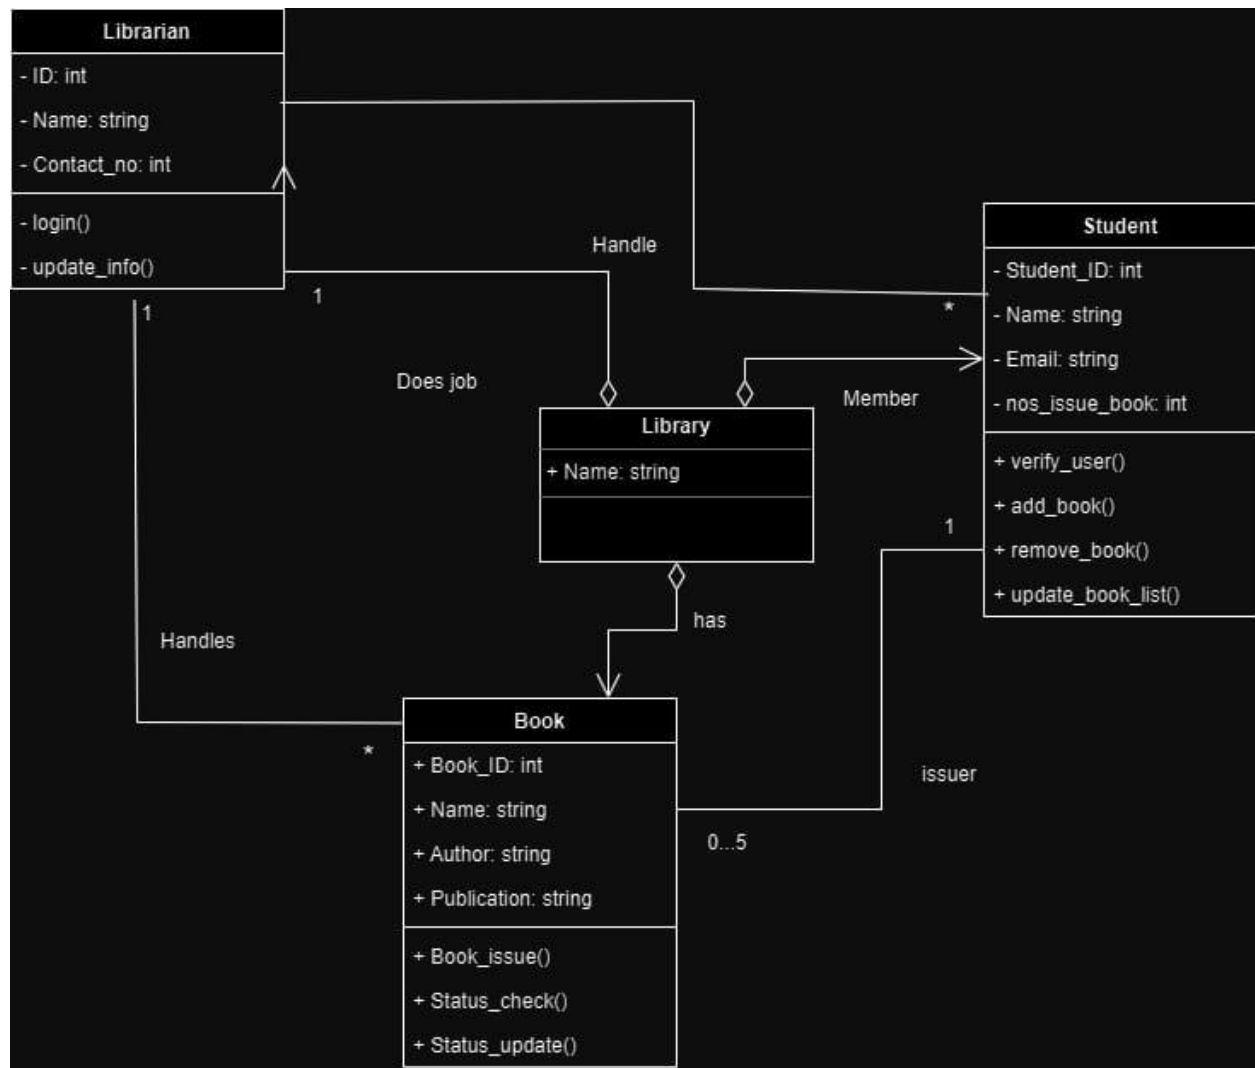 Librarian
- ID: int
- Name: string
- Contact_no: int
- login()
- update_info()
1
1
Handle
*
Student
- Student_ID: int
- Name: string
- Email: string
- nos_issue_book: int
+ verify_user()
+ add_book()
+ remove_book()
+ update_book_list()
Does job
Member
Library
+ Name: string
1
has
Handles
*
Book
+ Book_ID: int
+ Name: string
+ Author: string
+ Publication: string
+ Book_issue()
+ Status_check()
+ Status_update()
issuer
0...5